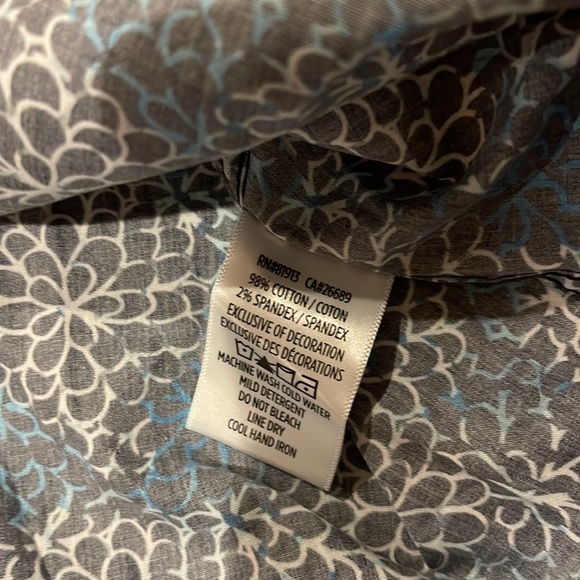 RN#81913 CA#26689
98% COTTON / COTON
2% SPANDEX / SPANDEX
EXCLUSIVE OF DECORATION
EXCLUSIVE DES DÉCORATIONS
MACHINE WASH COLD WATER
MILD DETERGENT
DO NOT BLEACH
LINE DRY
COOL HAND IRON